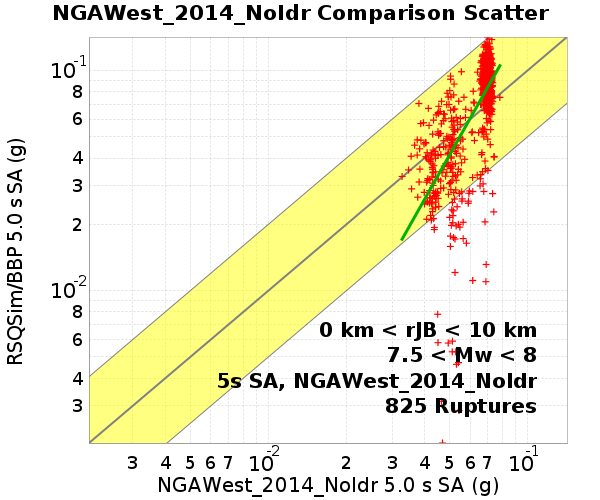 NGAWest_2014_NoIdr Comparison Scatter
RSQSim/BBP 5.0 s SA (g)
10-1
8
6
4
3
2
10-2
8
6
4
3
0 km < rJB < 10 km
7.5 < Mw < 8
5s SA, NGAWest_2014_NoIdr
825 Ruptures
3 4 5 6 7 10-2 2 3 4 5 6 7 10-1
NGAWest_2014_NoIdr 5.0 s SA (g)